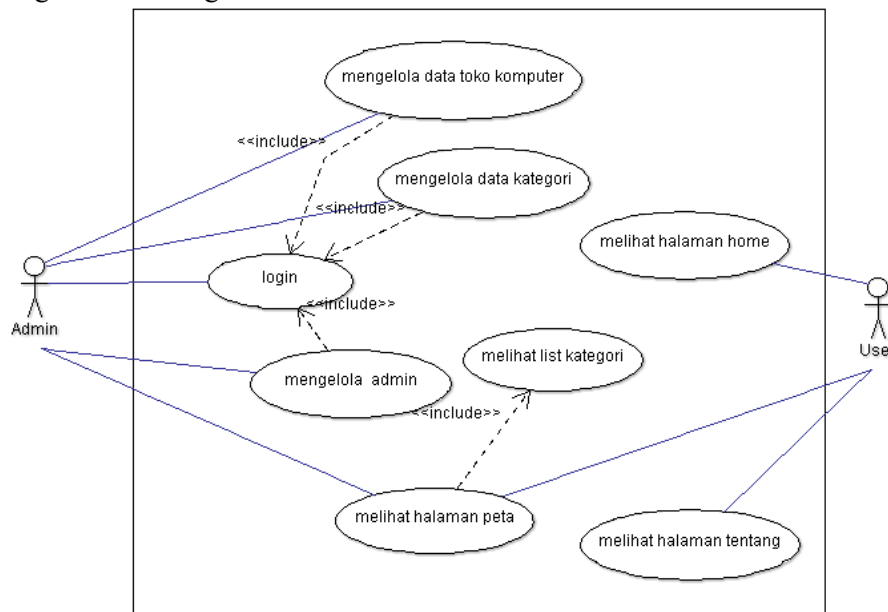 mengelola data toko komputer
<<include>>
mengelola data kategori
<<include>>
melihat halaman home
login
<<include>>
Admin
Use
melihat list kategori
mengelola admin
<<include>>
melihat halaman peta
melihat halaman tentang